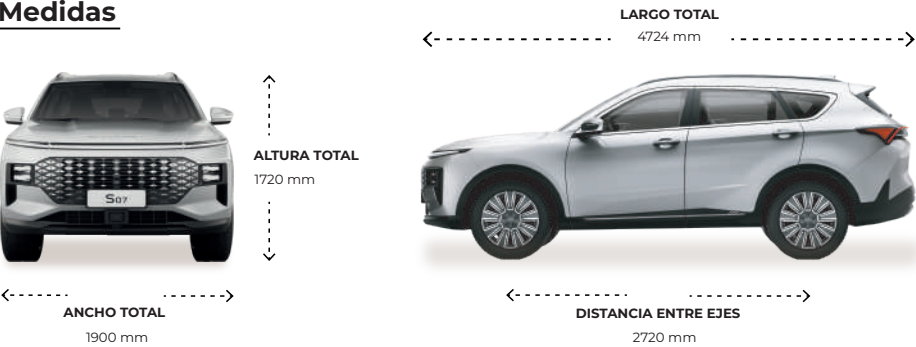 Medidas
LARGO TOTAL
4724 mm
ALTURA TOTAL
1720 mm
S07
ANCHO TOTAL
1900 mm
DISTANCIA ENTRE EJES
2720 mm